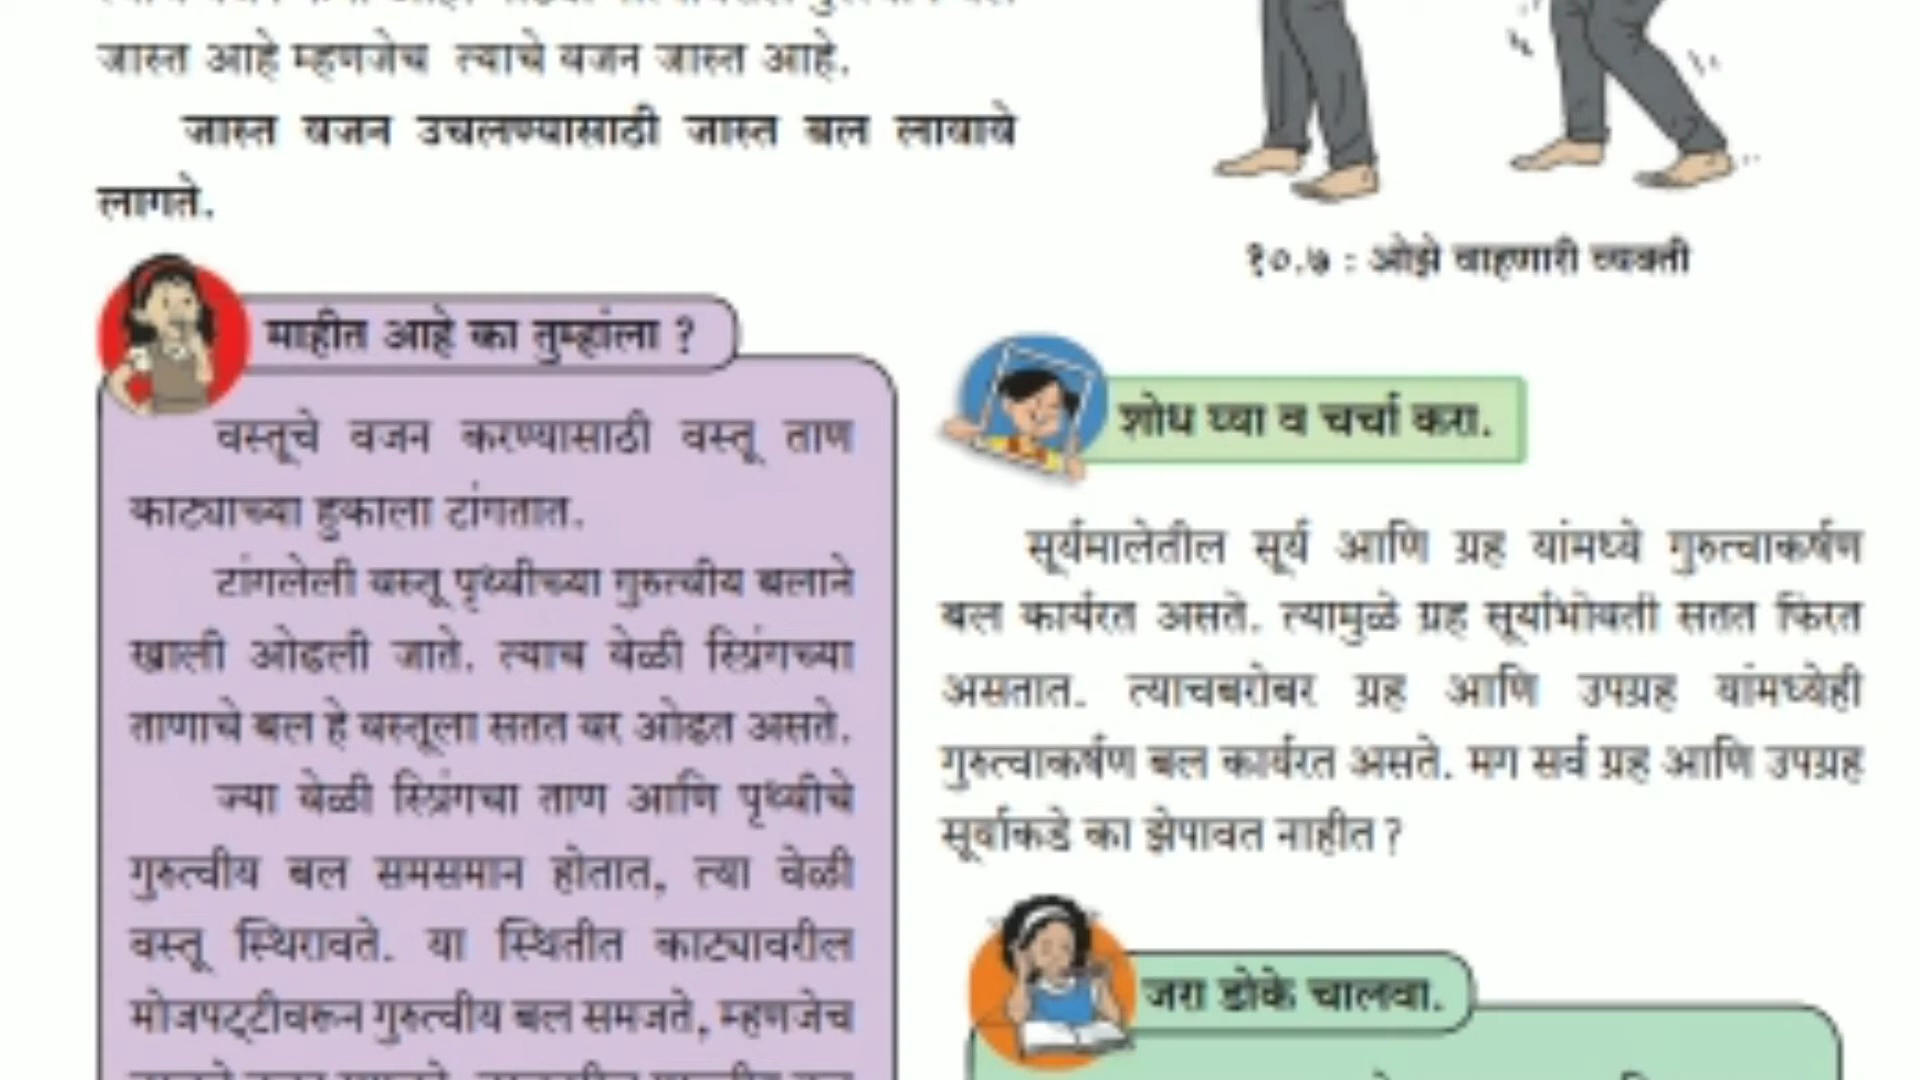 जास्त आहे म्हणजेच त्याचे वजन जास्त आहे.
जास्त वजन उचलण्यासाठी जास्त बल लावावे
लागते.
माहीत आहे का तुम्हांला ?
वस्तूचे वजन करण्यासाठी वस्तू ताण
काट्याच्या हुकाला टांगतात.
टांगलेली वस्तू पृथ्वीच्या गुरुत्वीय बलाने
खाली ओढली जाते. त्याच वेळी स्प्रिंगच्या
ताणाचे बल हे वस्तूला सतत वर ओढत असते.
ज्या वेळी स्प्रिंगचा ताण आणि पृथ्वीचे
गुरुत्वीय बल समसमान होतात, त्या वेळी
वस्तू स्थिरावते. या स्थितीत काट्यावरील
मोजपट्टीवरून गुरुत्वीय बल समजते, म्हणजेच
१०.७ : ओझे वाहणारी व्यक्ती
शोध घ्या व चर्चा करा.
सूर्यमालेतील सूर्य आणि ग्रह यांमध्ये गुरुत्वाकर्षण
बल कार्यरत असते. त्यामुळे ग्रह सूर्याभोवती सतत फिरत
असतात. त्याचबरोबर ग्रह आणि उपग्रह यांमध्येही
गुरुत्वाकर्षण बल कार्यरत असते. मग सर्व ग्रह आणि उपग्रह
सूर्याकडे का झेपावत नाहीत ?
जरा डोके चालवा.